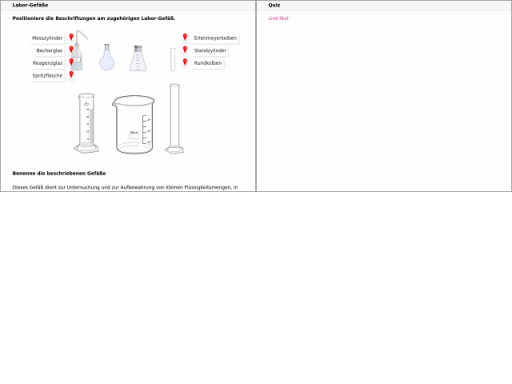 Labor-Gefäße
Positioniere die Beschriftungen am zugehörigen Labor-Gefäß.
Messzylinder
Becherglas
Reagenzglas
Spritzflasche
Erlenmeyerkolben
Standzylinder
Rundkolben
Benenne die beschriebenen Gefäße
Dieses Gefäß dient zur Untersuchung und zur Aufbewahrung von kleinen Flüssigkeitsmengen, in
Quiz
Link-Text